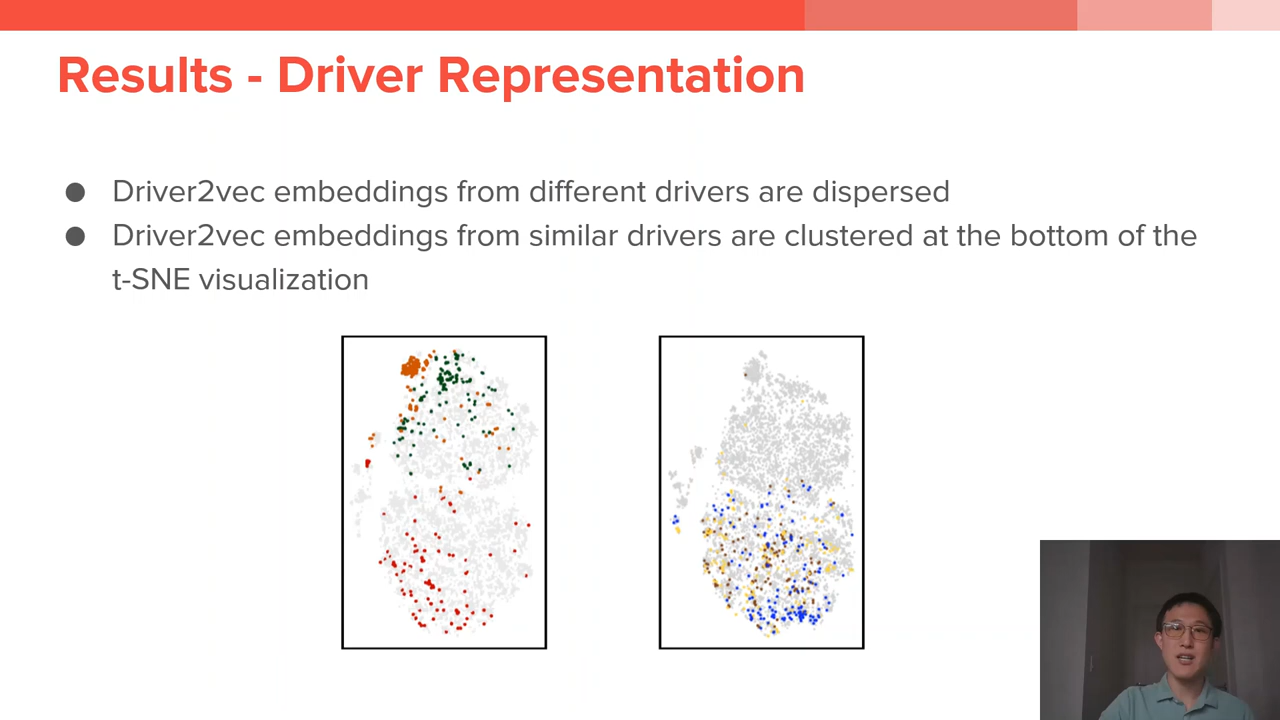 Results - Driver Representation
● Driver2vec embeddings from different drivers are dispersed
● Driver2vec embeddings from similar drivers are clustered at the bottom of the
t-SNE visualization